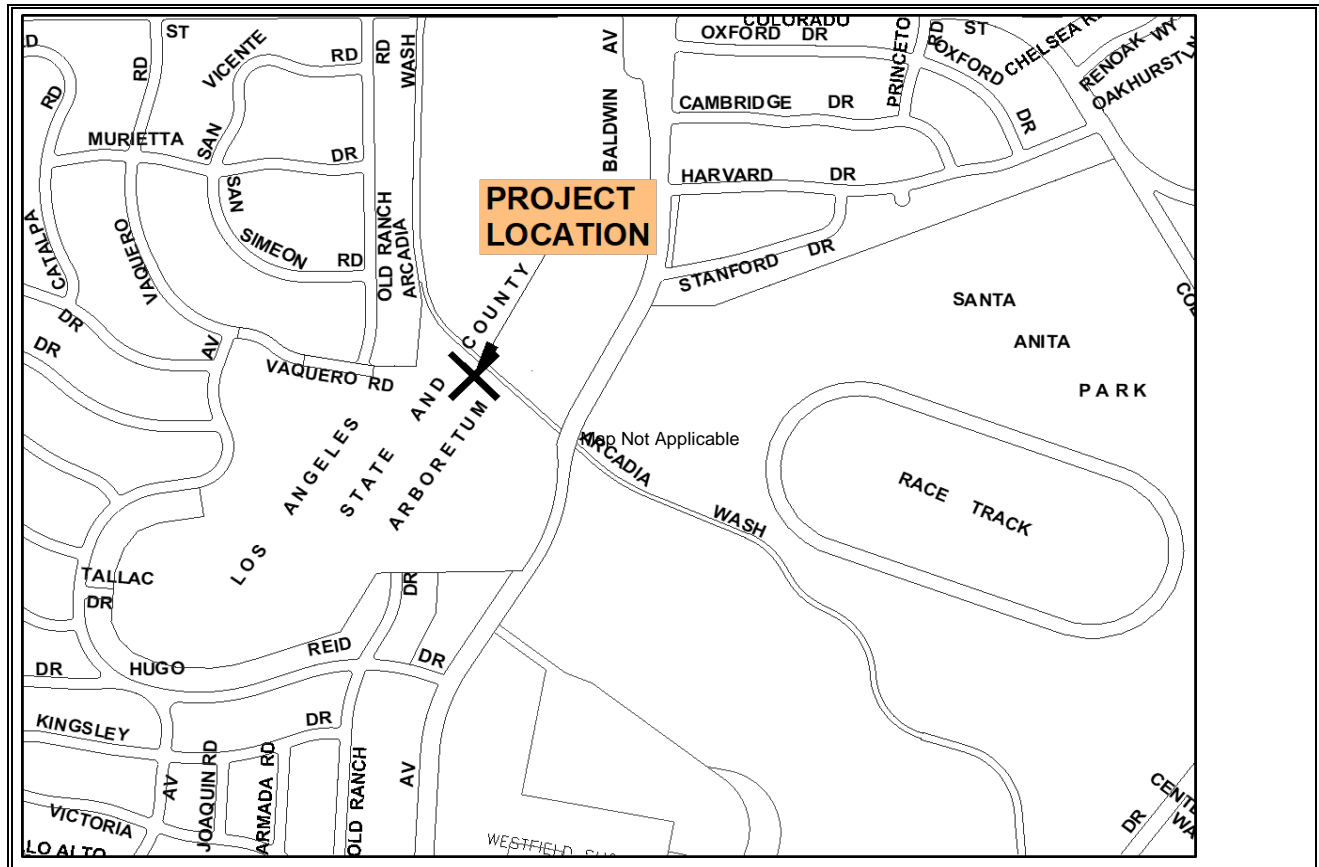 COLORADO
ST
ST
OXFORD DR
RD
RD
RD
RD
WASH
AV
VICENTE
PRINCETO
RD
OXFORD
DR
CHELSEA
RENOAK WY
OAKHURST LN
RD
CAMBRIDGE DR
BALDWIN
MURIETTA
SAN
DR
HARVARD DR
SAN
SIMEON
RD
OLD RANCH
ARCADIA
PROJECT
LOCATION
STANFORD DR
CATALPA
VAQUERO
DR
DR
AV
VAQUERO RD
SANTA
ANITA
PARK
LOS ANGELES COUNTY
STATE AND
ARBORETUM
Map Not Applicable
ARCADIA
WASH
RACE TRACK
TALLAC
DR
DR
REID
DR
DR
HUGO
KINGSLEY
DR
AV
JOAQUIN RD
ARMADA RD
OLD RANCH
AV
VICTORIA
LO ALTO
WESTFIELD
DR